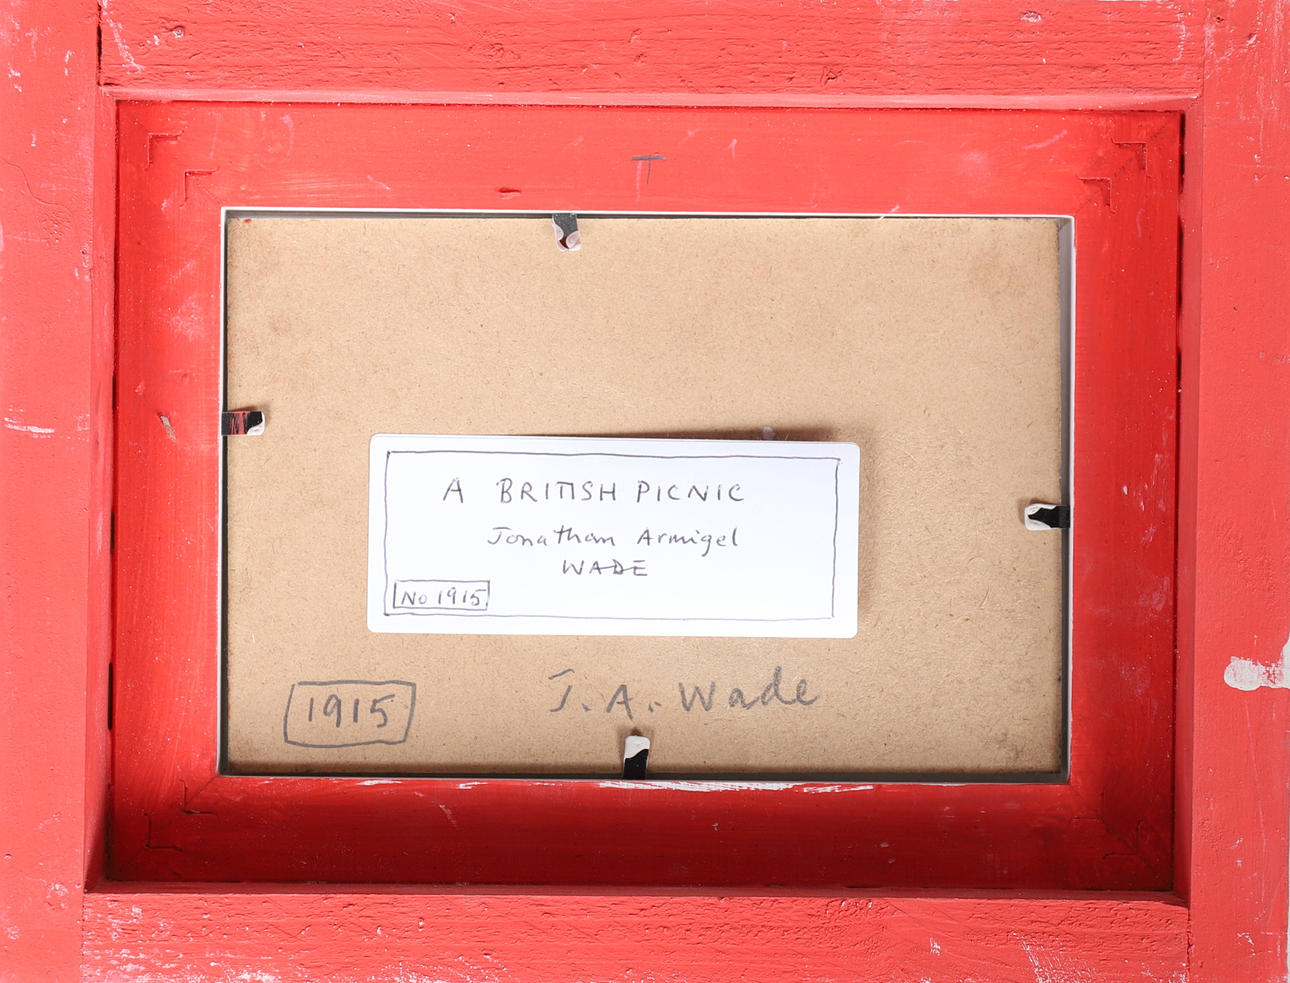 T
A BRITISH PICNIC
Jonathan Armigel
WADE
No 1915
J.A. Wade
1915